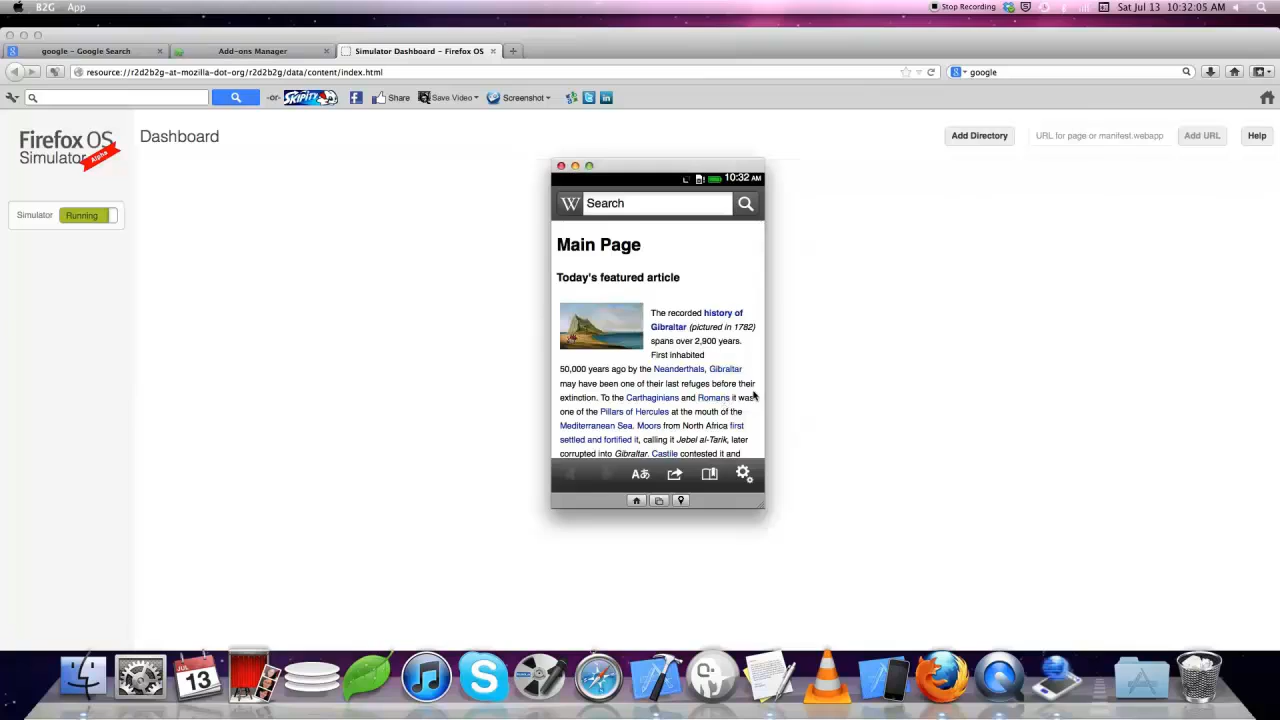 B2G App
Stop Recording
Sat Jul 13 10:32:05 AM
google - Google Search
Add-ons Manager
Simulator Dashboard - Firefox OS
resource://r2d2b2g-at-mozilla-dot-org/r2d2b2g/data/content/index.html
google
-or-
SKIPITY
Share
Save Video
Screenshot
Firefox OS
Simulator
Alpha
Dashboard
Add Directory
URL for page or manifest.webapp
Add URL
Help
Simulator Running
10:32 AM
W Search
Main Page
Today's featured article
The recorded history of
Gibraltar (pictured in 1782)
spans over 2,900 years.
First inhabited
50,000 years ago by the Neanderthals, Gibraltar
may have been one of their last refuges before their
extinction. To the Carthaginians and Romans it was
one of the Pillars of Hercules at the mouth of the
Mediterranean Sea. Moors from North Africa first
settled and fortified it, calling it Jebel al-Tarik, later
corrupted into Gibraltar. Castile contested it and
Aあ
JUL
13